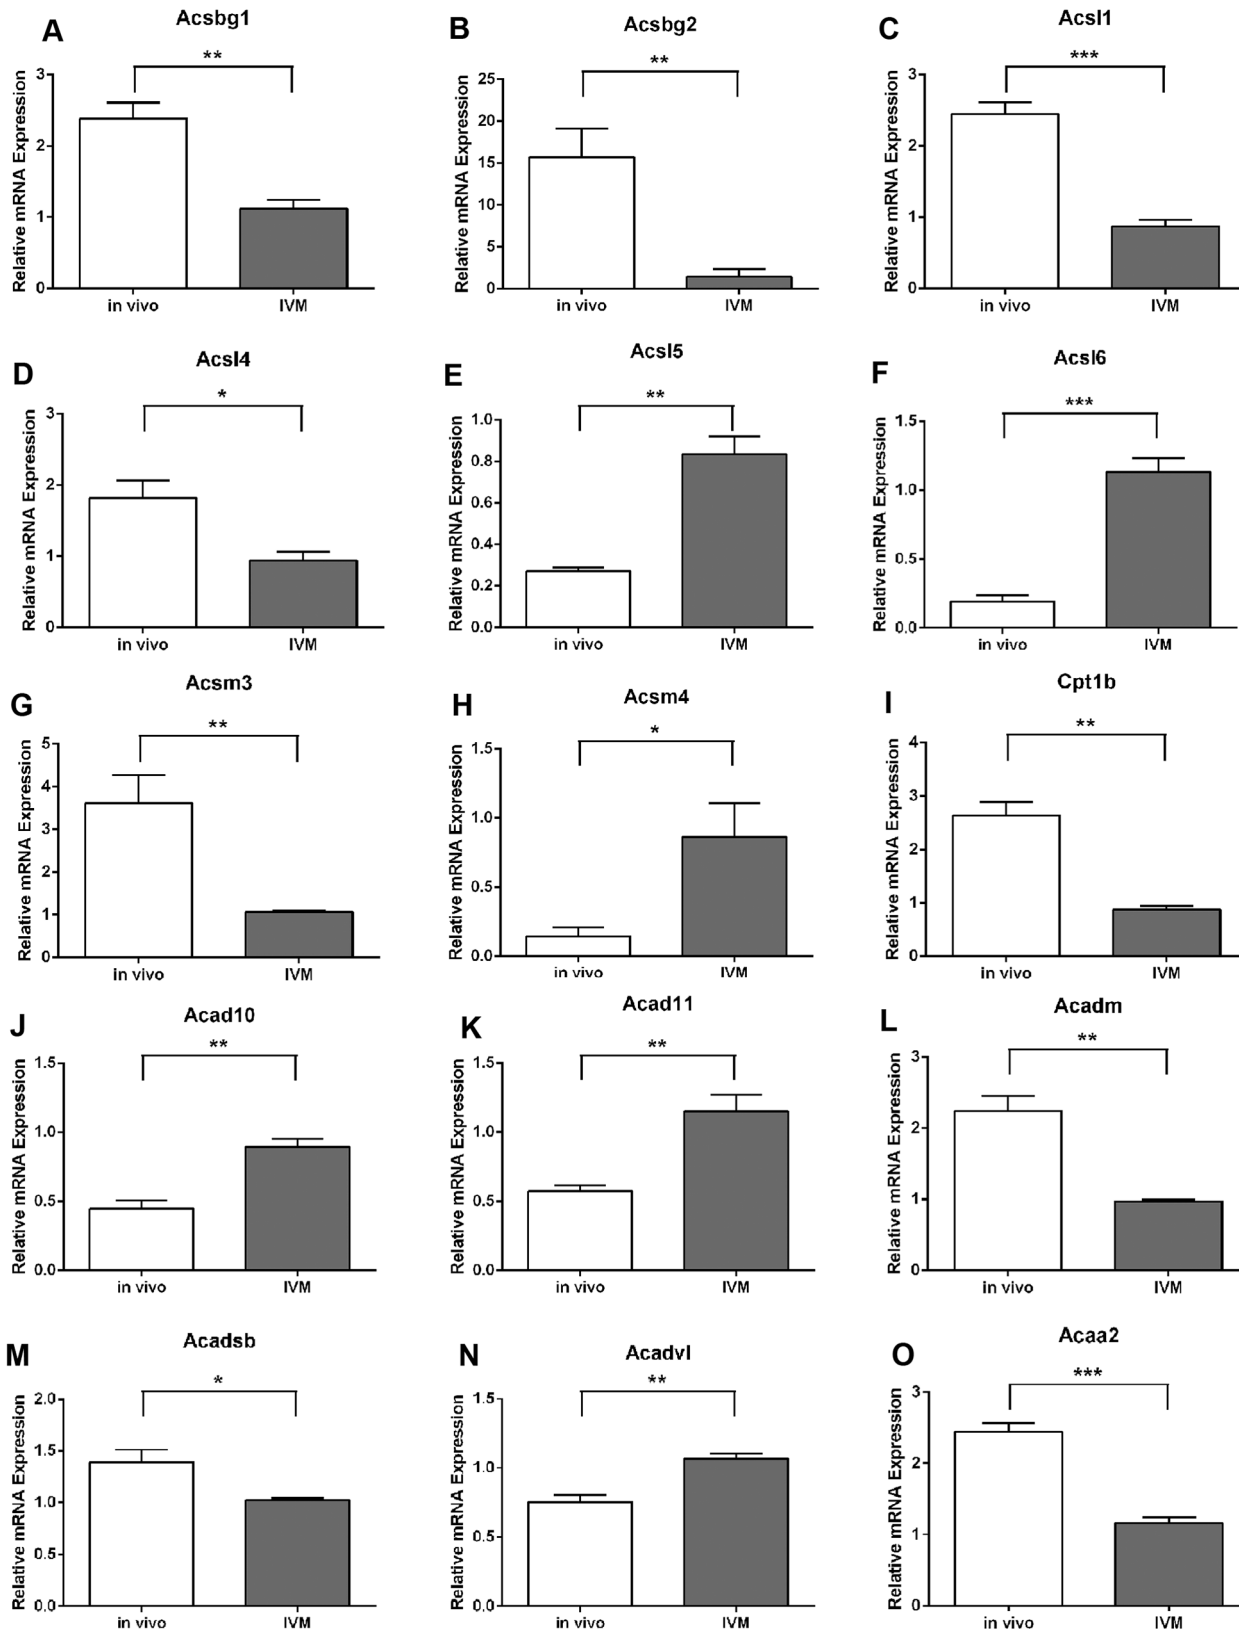 A
Acsbg1
**
Relative mRNA Expression
3
2
1
0
in vivo
IVM
B
Acsbg2
**
Relative mRNA Expression
25
20
15
10
5
0
in vivo
IVM
C
Acsl1
***
Relative mRNA Expression
3
2
1
0
in vivo
IVM
D
Acsl4
*
Relative mRNA Expression
3
2
1
0
in vivo
IVM
E
Acsl5
**
Relative mRNA Expression
1.0
0.8
0.6
0.4
0.2
0.0
in vivo
IVM
F
Acsl6
***
Relative mRNA Expression
1.5
1.0
0.5
0.0
in vivo
IVM
G
Acsm3
**
Relative mRNA Expression
5
4
3
2
1
0
in vivo
IVM
H
Acsm4
*
Relative mRNA Expression
1.5
1.0
0.5
0.0
in vivo
IVM
I
Cpt1b
**
Relative mRNA Expression
4
3
2
1
0
in vivo
IVM
J
Acad10
**
Relative mRNA Expression
1.5
1.0
0.5
0.0
in vivo
IVM
K
Acad11
**
Relative mRNA Expression
1.5
1.0
0.5
0.0
in vivo
IVM
L
Acadm
**
Relative mRNA Expression
3
2
1
0
in vivo
IVM
M
Acadsb
*
Relative mRNA Expression
2.0
1.5
1.0
0.5
0.0
in vivo
IVM
N
Acadvl
**
Relative mRNA Expression
1.5
1.0
0.5
0.0
in vivo
IVM
O
Acaa2
***
Relative mRNA Expression
3
2
1
0
in vivo
IVM